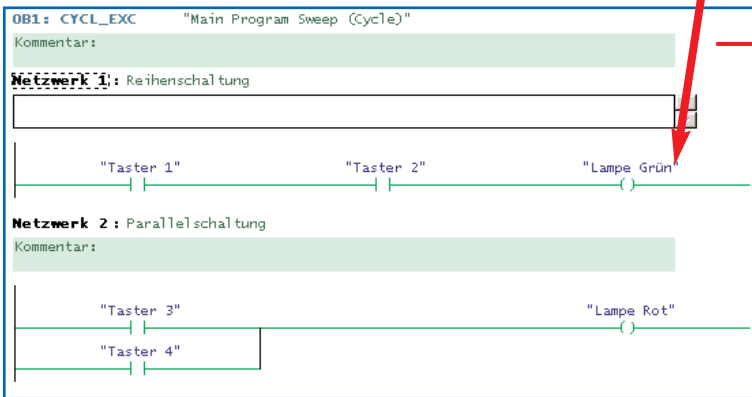 OB1: CYCL_EXC "Main Program Sweep (Cycle)"
Kommentar:
Netzwerk 1: Reihenschaltung
"Taster 1" "Taster 2" "Lampe Grün"
Netzwerk 2: Parallelschaltung
Kommentar:
"Taster 3" "Lampe Rot"
"Taster 4"